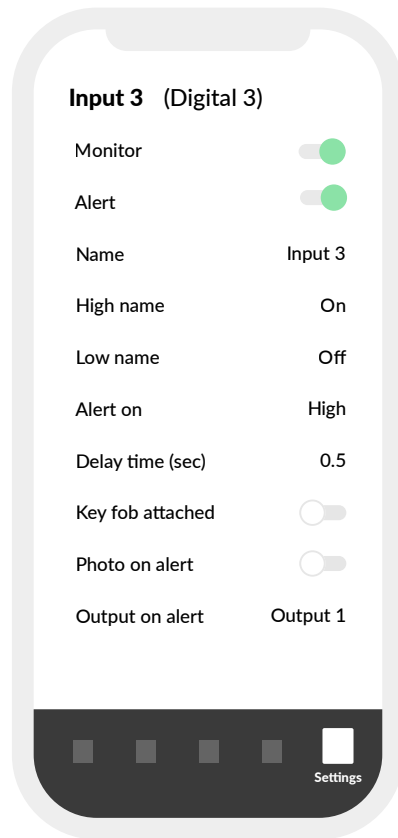 Input 3 (Digital 3)
Monitor
Alert
Name Input 3
High name On
Low name Off
Alert on High
Delay time (sec) 0.5
Key fob attached
Photo on alert
Output on alert Output 1
Settings